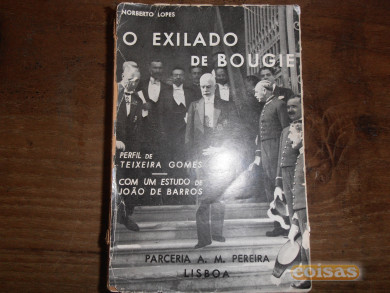 NORBERTO LOPES
O EXILADO
DE BOUGIE
PERFIL DE
TEIXEIRA GOMES
COM UM ESTUDO DE
JOÃO DE BARROS
PARCERIA A. M. PEREIRA
LISBOA
coisas